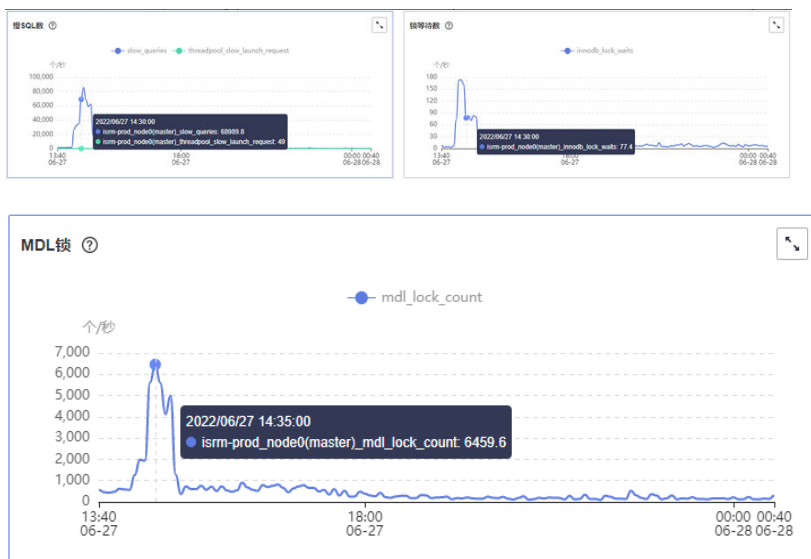 慢SQL数
slow_queries threadpool_slow_launch_request
个/秒
100,000
80,000
60,000
40,000
20,000
0
2022/06/27 14:30:00
isrm-prod_node0(master)_slow_queries: 68989.8
isrm-prod_node0(master)_threadpool_slow_launch_request: 49
13:40 18:00 00:00 00:40
06-27 06-27 06-28 06-28
锁等待数
innodb_lock_waits
个/秒
180
150
120
90
60
30
0
2022/06/27 14:30:00
isrm-prod_node0(master)_innodb_lock_waits: 77.4
13:40 18:00 00:00 00:40
06-27 06-27 06-28 06-28
MDL锁
mdl_lock_count
个/秒
7,000
6,000
5,000
4,000
3,000
2,000
1,000
0
2022/06/27 14:35:00
isrm-prod_node0(master)_mdl_lock_count: 6459.6
13:40 18:00 00:00 00:40
06-27 06-27 06-28 06-28